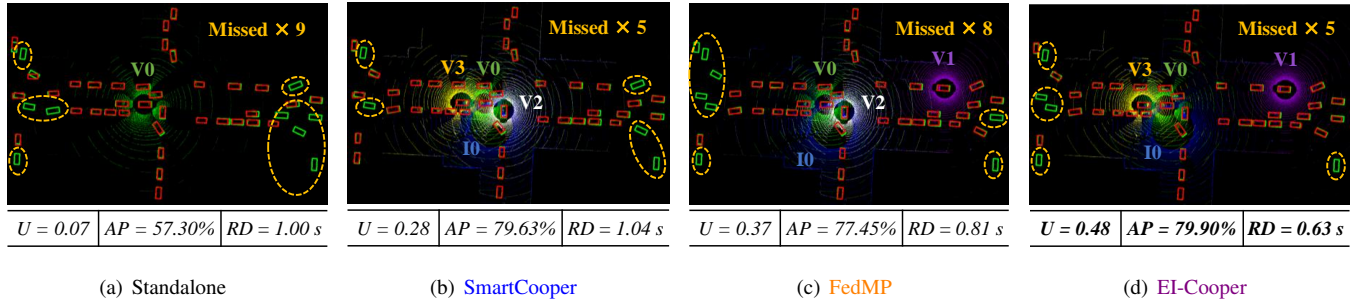 Missed × 9
V0
U = 0.07 AP = 57.30% RD = 1.00 s
(a) Standalone
Missed × 5
V3 V0
V2
I0
U = 0.28 AP = 79.63% RD = 1.04 s
(b) SmartCooper
Missed × 8
V0 V1
V2
I0
U = 0.37 AP = 77.45% RD = 0.81 s
(c) FedMP
Missed × 5
V1
V3 V0
I0
U = 0.48 AP = 79.90% RD = 0.63 s
(d) EI-Cooper